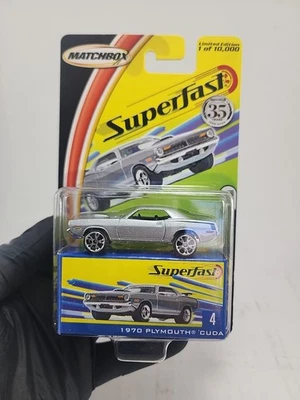 MATCHBOX
Limited Edition
1 of 10,000
Superfast
35
Superfast
4
1970 PLYMOUTH® CUDA